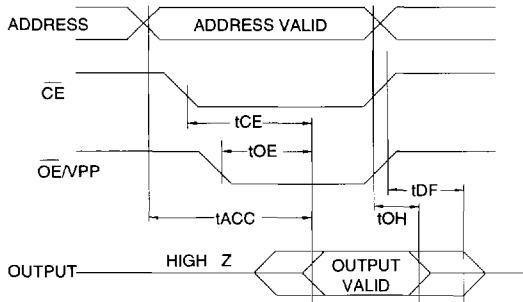 ADDRESS
ADDRESS VALID
CE
tCE
tOE
OE/VPP
tDF
tACC
tOH
HIGH Z
OUTPUT
OUTPUT
VALID